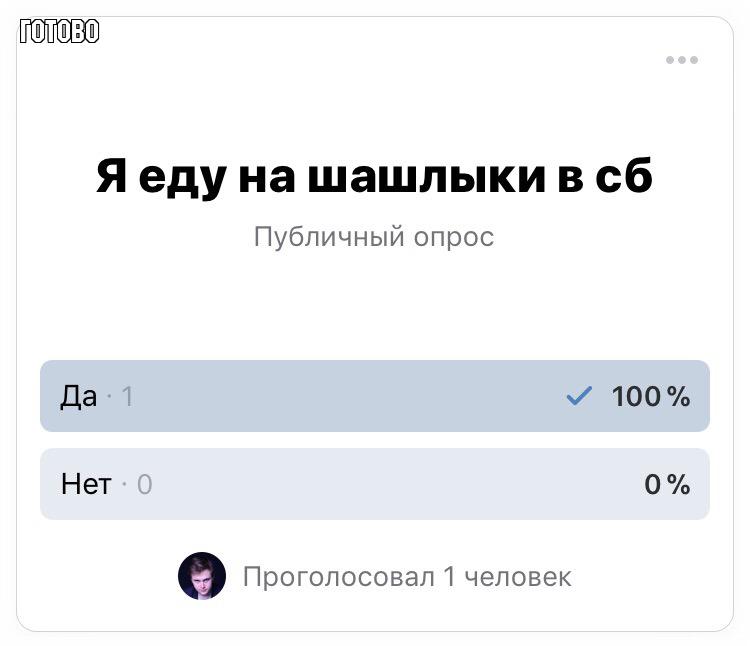 ГОТОВО
Я еду на шашлыки в сб
Публичный опрос
Да · 1 100 %
Нет · 0 0 %
Проголосовал 1 человек